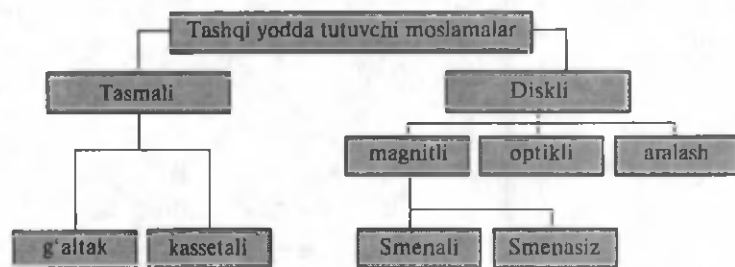 Tashqi yodda tutuvchi moslamalar
Tasmali
Diskli
magnitli
optikli
aralash
g'altak
kassetali
Smenali
Smenasiz